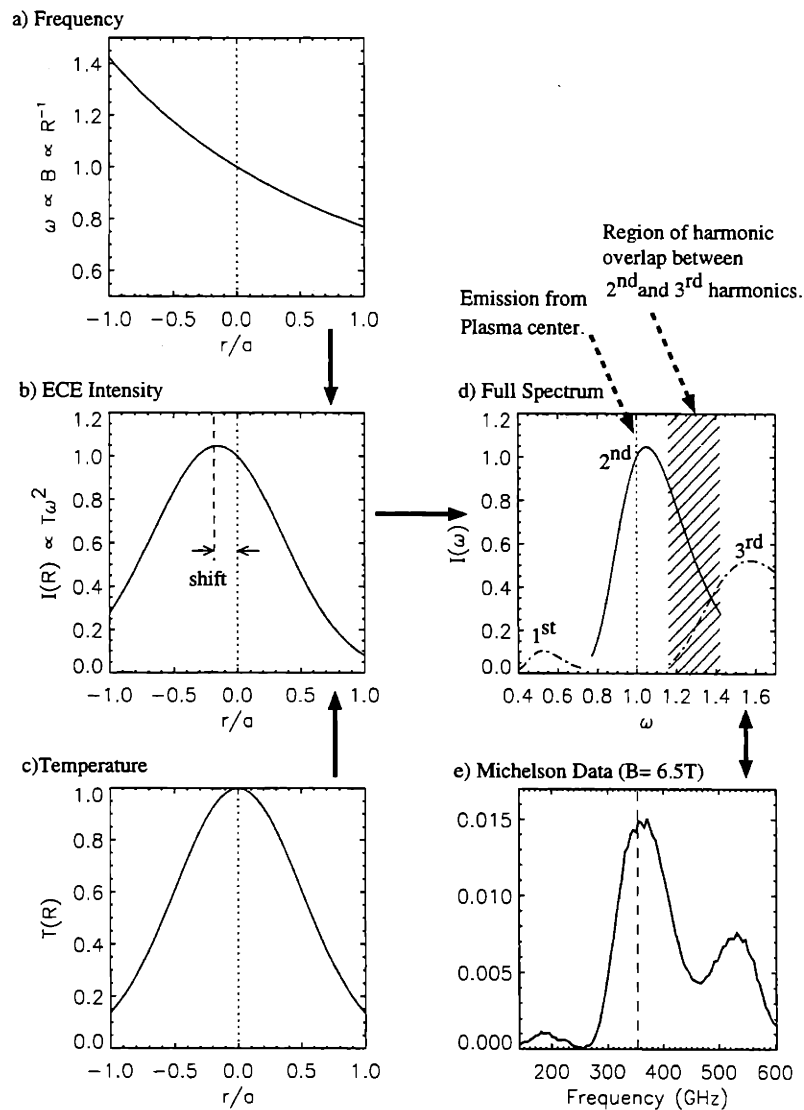 a) Frequency
1.4
1.2
1.0
0.8
0.6
ω ∝ B ∝ R⁻¹
−1.0 −0.5 0.0 0.5 1.0
r/a
Region of harmonic
overlap between
2nd and 3rd harmonics.
Emission from
Plasma center.
b) ECE Intensity
1.2
1.0
0.8
0.6
0.4
0.2
0.0
I(R) ∝ Tω²
shift
−1.0 −0.5 0.0 0.5 1.0
r/a
d) Full Spectrum
1.2
1.0
0.8
0.6
0.4
0.2
0.0
I(ω)
2nd
3rd
1st
0.4 0.6 0.8 1.0 1.2 1.4 1.6
ω
c)Temperature
1.0
0.8
0.6
0.4
0.2
0.0
T(R)
−1.0 −0.5 0.0 0.5 1.0
r/a
e) Michelson Data (B= 6.5T)
0.015
0.010
0.005
0.000
200 300 400 500 600
Frequency (GHz)